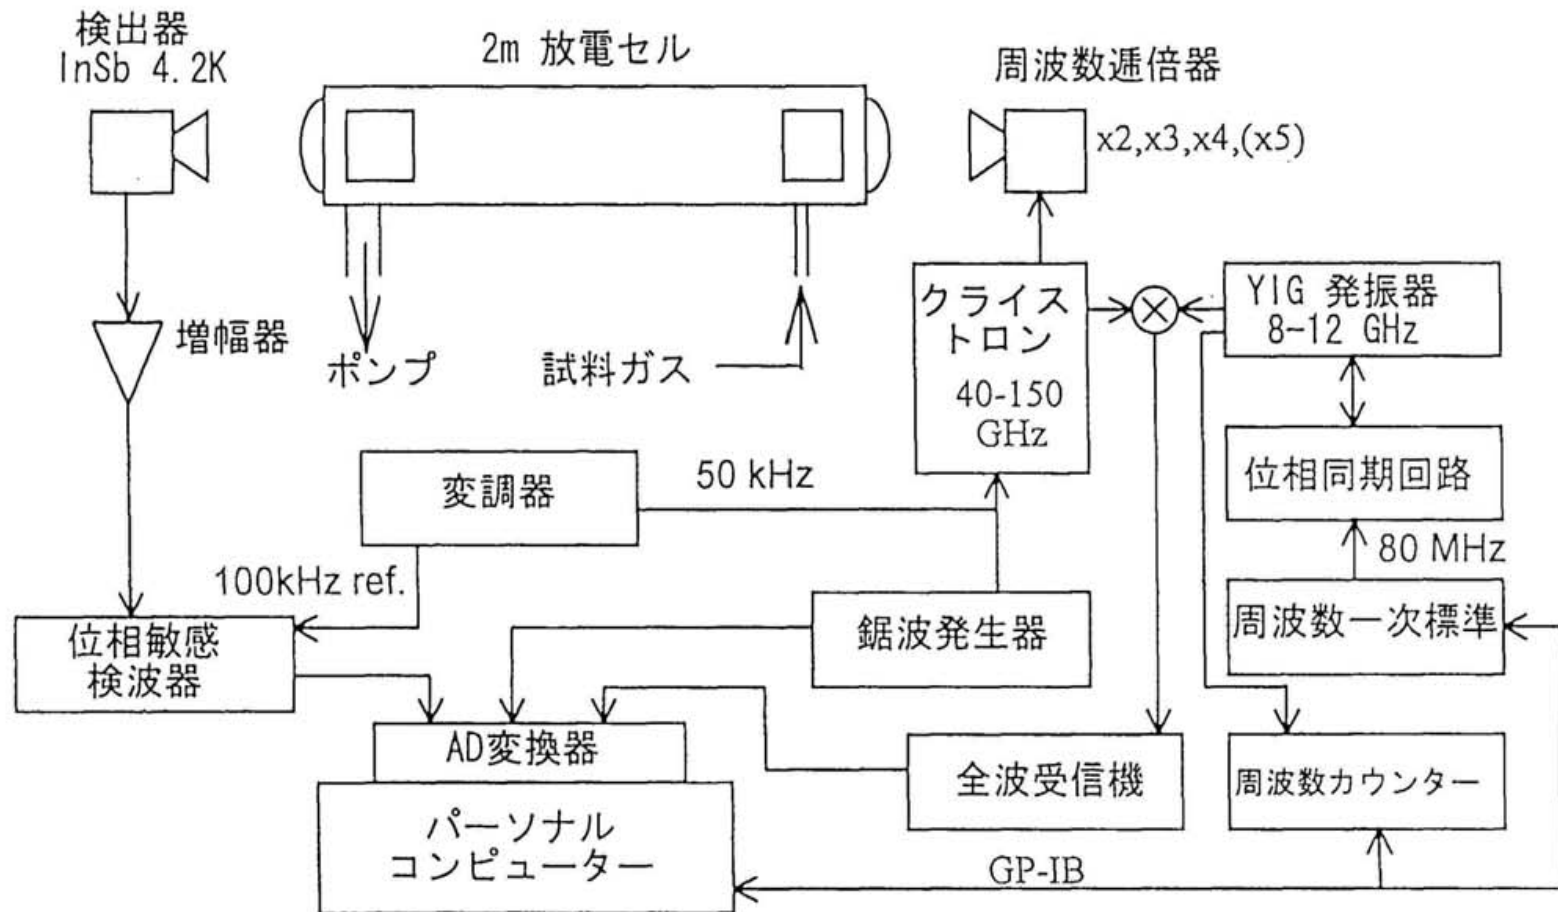 検出器
InSb 4.2K
2m 放電セル
周波数逓倍器
x2,x3,x4,(x5)
クライス
トロン
40-150
GHz
YIG 発振器
8-12 GHz
増幅器
ポンプ
試料ガス
変調器
50 kHz
位相同期回路
80 MHz
100kHz ref.
位相敏感
検波器
鋸波発生器
周波数一次標準
AD変換器
全波受信機
周波数カウンター
パーソナル
コンピューター
GP-IB